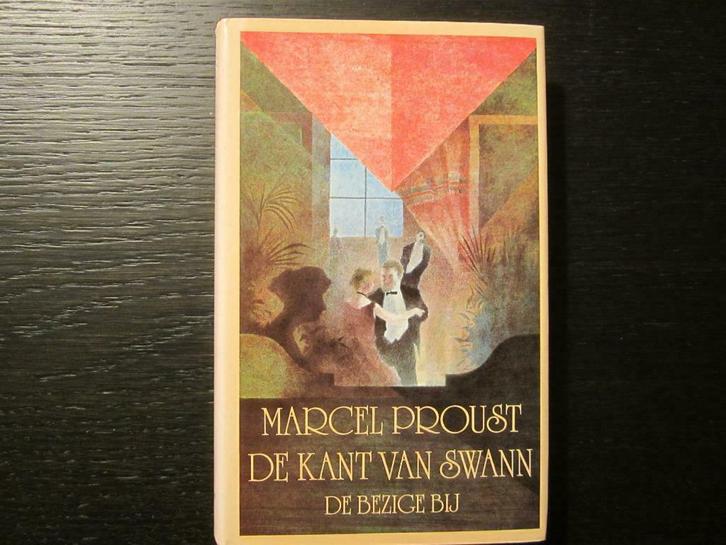 MARCEL PROUST
DE KANT VAN SWANN
DE BEZIGE BIJ